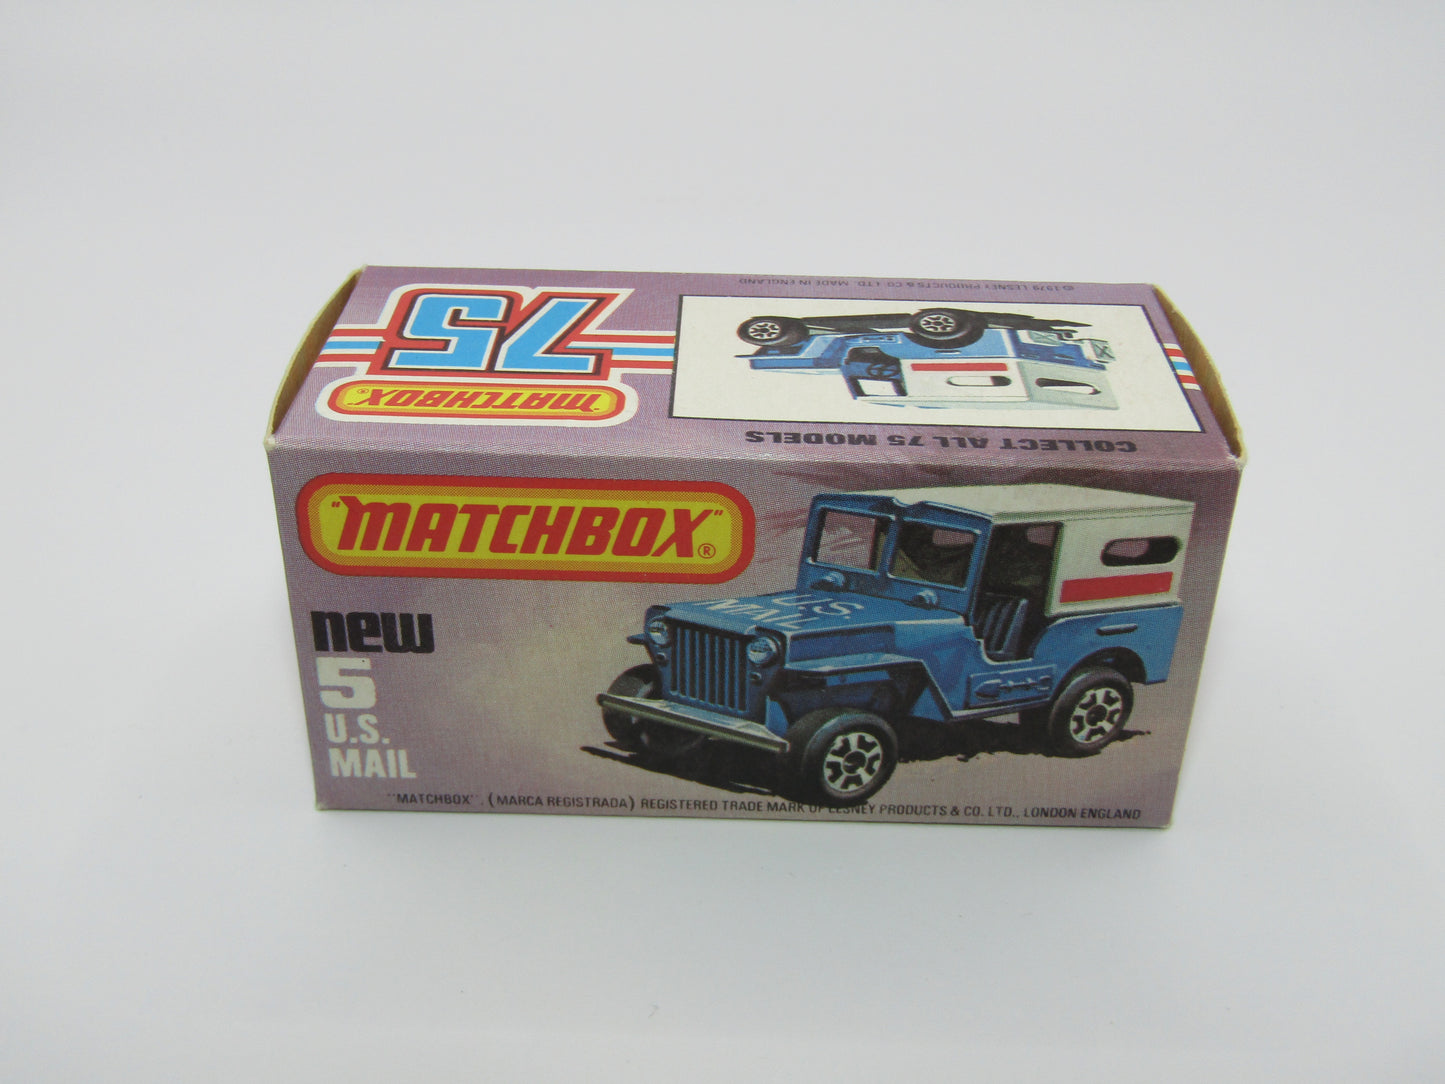 © 1979 LESNEY PRODUCTS & CO. LTD. MADE IN ENGLAND
75
"MATCHBOX"®
COLLECT ALL 75 MODELS
"MATCHBOX"®
U.S.
MAIL
new
5
U.S.
MAIL
"MATCHBOX", (MARCA REGISTRADA) REGISTERED TRADE MARK OF LESNEY PRODUCTS & CO. LTD., LONDON ENGLAND